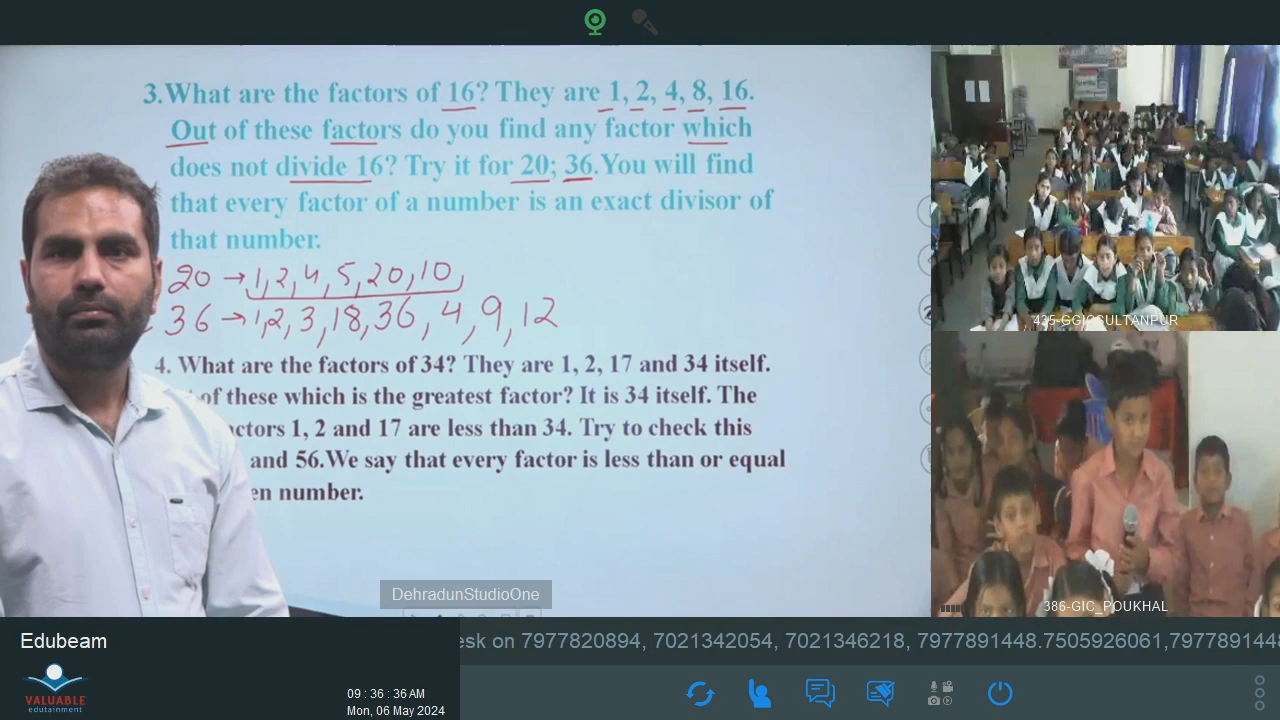 3.What are the factors of 16? They are 1, 2, 4, 8, 16.
Out of these factors do you find any factor which
does not divide 16? Try it for 20; 36.You will find
that every factor of a number is an exact divisor of
that number.
20 → 1, 2, 4, 5, 20, 10,
36 → 1, 2, 3, 18, 36, 4, 9, 12
4. What are the factors of 34? They are 1, 2, 17 and 34 itself.
of these which is the greatest factor? It is 34 itself. The
ctors 1, 2 and 17 are less than 34. Try to check this
and 56.We say that every factor is less than or equal
en number.
DehradunStudioOne
435-GGICSULTANPUR
386-GIC_POUKHAL
Edubeam
esk on 7977820894, 7021342054, 7021346218, 7977891448.7505926061,7977891448
VALUABLE
edutainment
09 : 36 : 36 AM
Mon, 06 May 2024